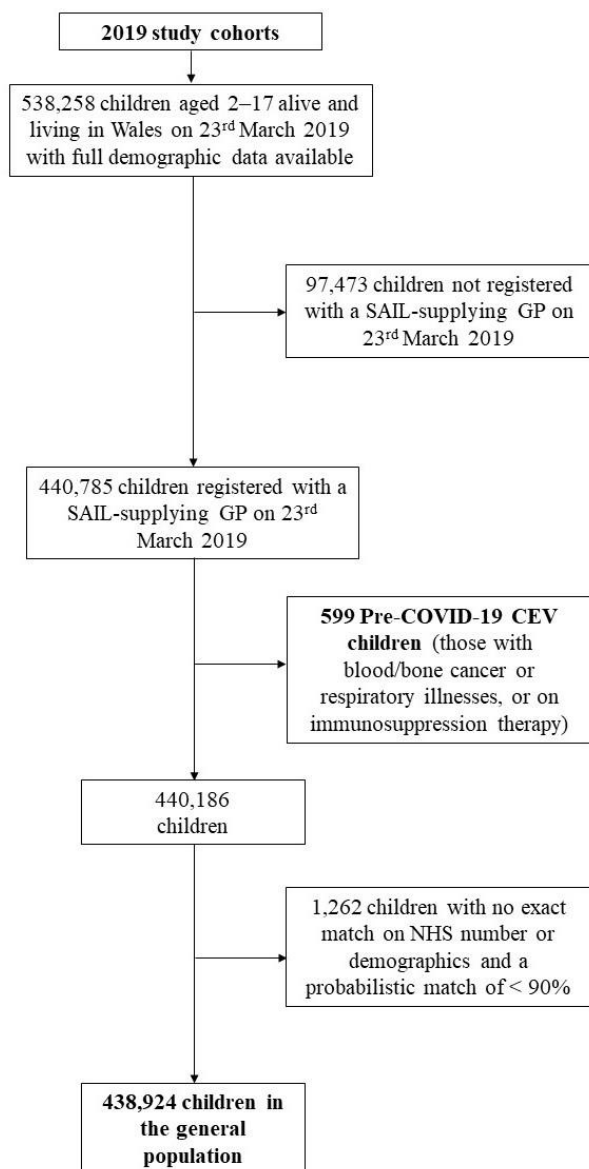 2019 study cohorts
538,258 children aged 2–17 alive and
living in Wales on 23rd March 2019
with full demographic data available
97,473 children not registered
with a SAIL-supplying GP on
23rd March 2019
440,785 children registered with a
SAIL-supplying GP on 23rd
March 2019
599 Pre-COVID-19 CEV
children (those with
blood/bone cancer or
respiratory illnesses, or on
immunosuppression therapy)
440,186
children
1,262 children with no exact
match on NHS number or
demographics and a
probabilistic match of < 90%
438,924 children in
the general
population